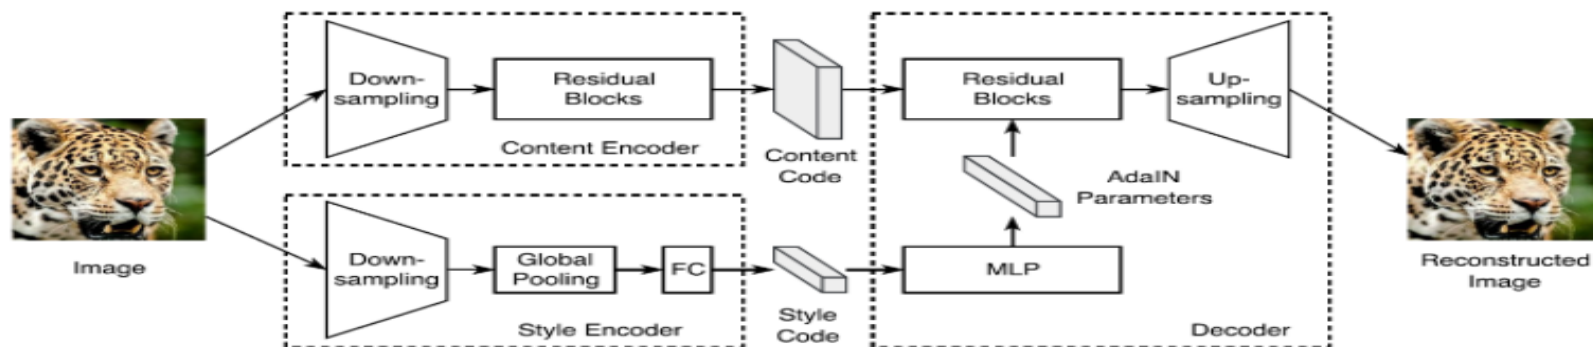 Down-
sampling
Residual
Blocks
Content Encoder
Content
Code
Residual
Blocks
Up-
sampling
AdaIN
Parameters
Image
Down-
sampling
Global
Pooling
FC
Style Encoder
Style
Code
MLP
Decoder
Reconstructed
Image